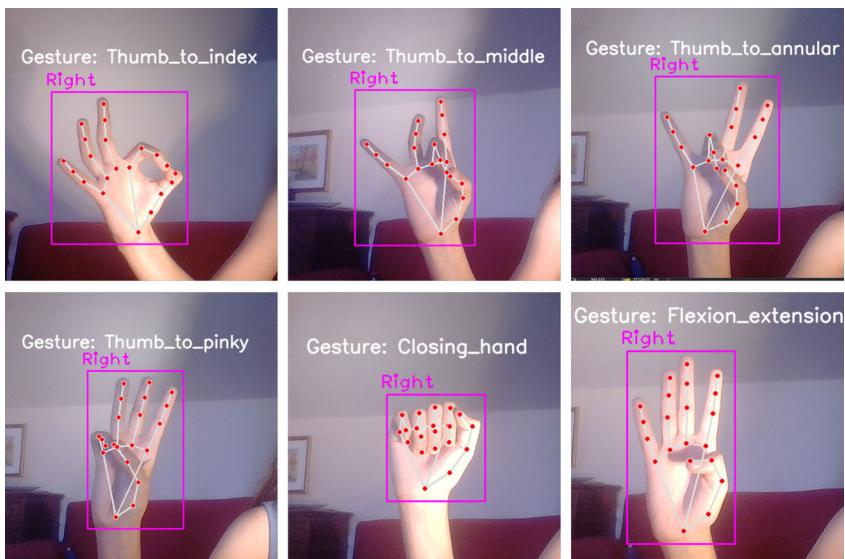 Gesture: Thumb_to_index
Right
Gesture: Thumb_to_middle
Right
Gesture: Thumb_to_annular
Right
Gesture: Thumb_to_pinky
Right
Gesture: Closing_hand
Right
Gesture: Flexion_extension
Right